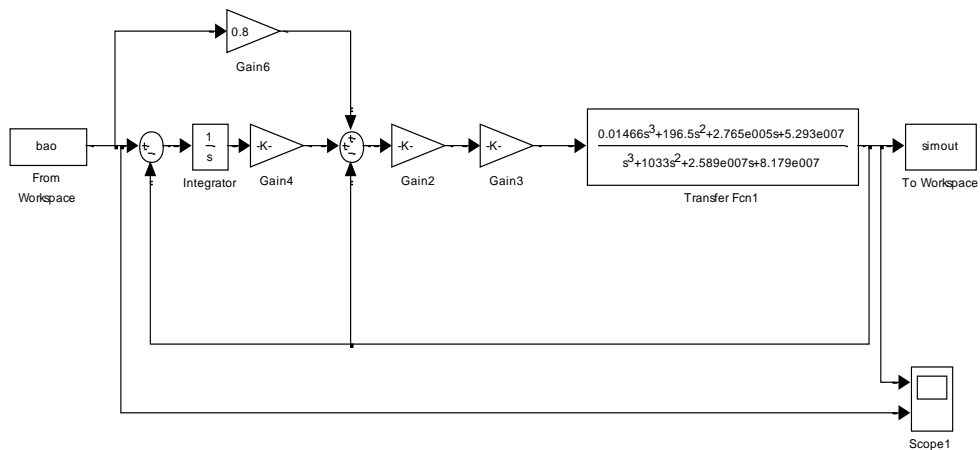 0.8
Gain6
bao
From
Workspace
+
-
1
s
Integrator
-K-
Gain4
+
+
-
-K-
Gain2
-K-
Gain3
0.01466s³+196.5s²+2.765e005s+5.293e007
s³+1033s²+2.589e007s+8.179e007
Transfer Fcn1
simout
To Workspace
Scope1